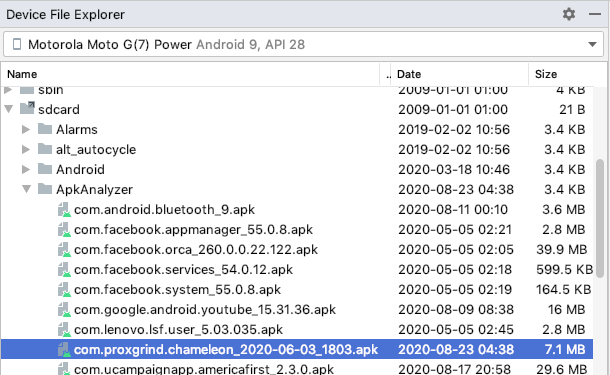 Device File Explorer
Motorola Moto G(7) Power Android 9, API 28
Name .. Date Size
sbin 2009-01-01 01:00 4 KB
sdcard 2009-01-01 01:00 21 B
Alarms 2019-02-02 10:56 3.4 KB
alt_autocycle 2019-02-02 10:56 3.4 KB
Android 2020-03-18 10:46 3.4 KB
ApkAnalyzer 2020-08-23 04:38 3.4 KB
com.android.bluetooth_9.apk 2020-08-11 00:10 3.6 MB
com.facebook.appmanager_55.0.8.apk 2020-05-05 02:21 2.8 MB
com.facebook.orca_260.0.0.22.122.apk 2020-05-05 02:05 39.9 MB
com.facebook.services_54.0.12.apk 2020-05-05 02:18 599.5 KB
com.facebook.system_55.0.8.apk 2020-05-05 02:19 164.5 KB
com.google.android.youtube_15.31.36.apk 2020-08-09 08:38 16 MB
com.lenovo.lsf.user_5.03.035.apk 2020-05-05 02:45 2.8 MB
com.proxgrind.chameleon_2020-06-03_1803.apk 2020-08-23 04:38 7.1 MB
com.ucampaignapp.americafirst_2.3.0.apk 2020-08-17 20:58 29.6 MB